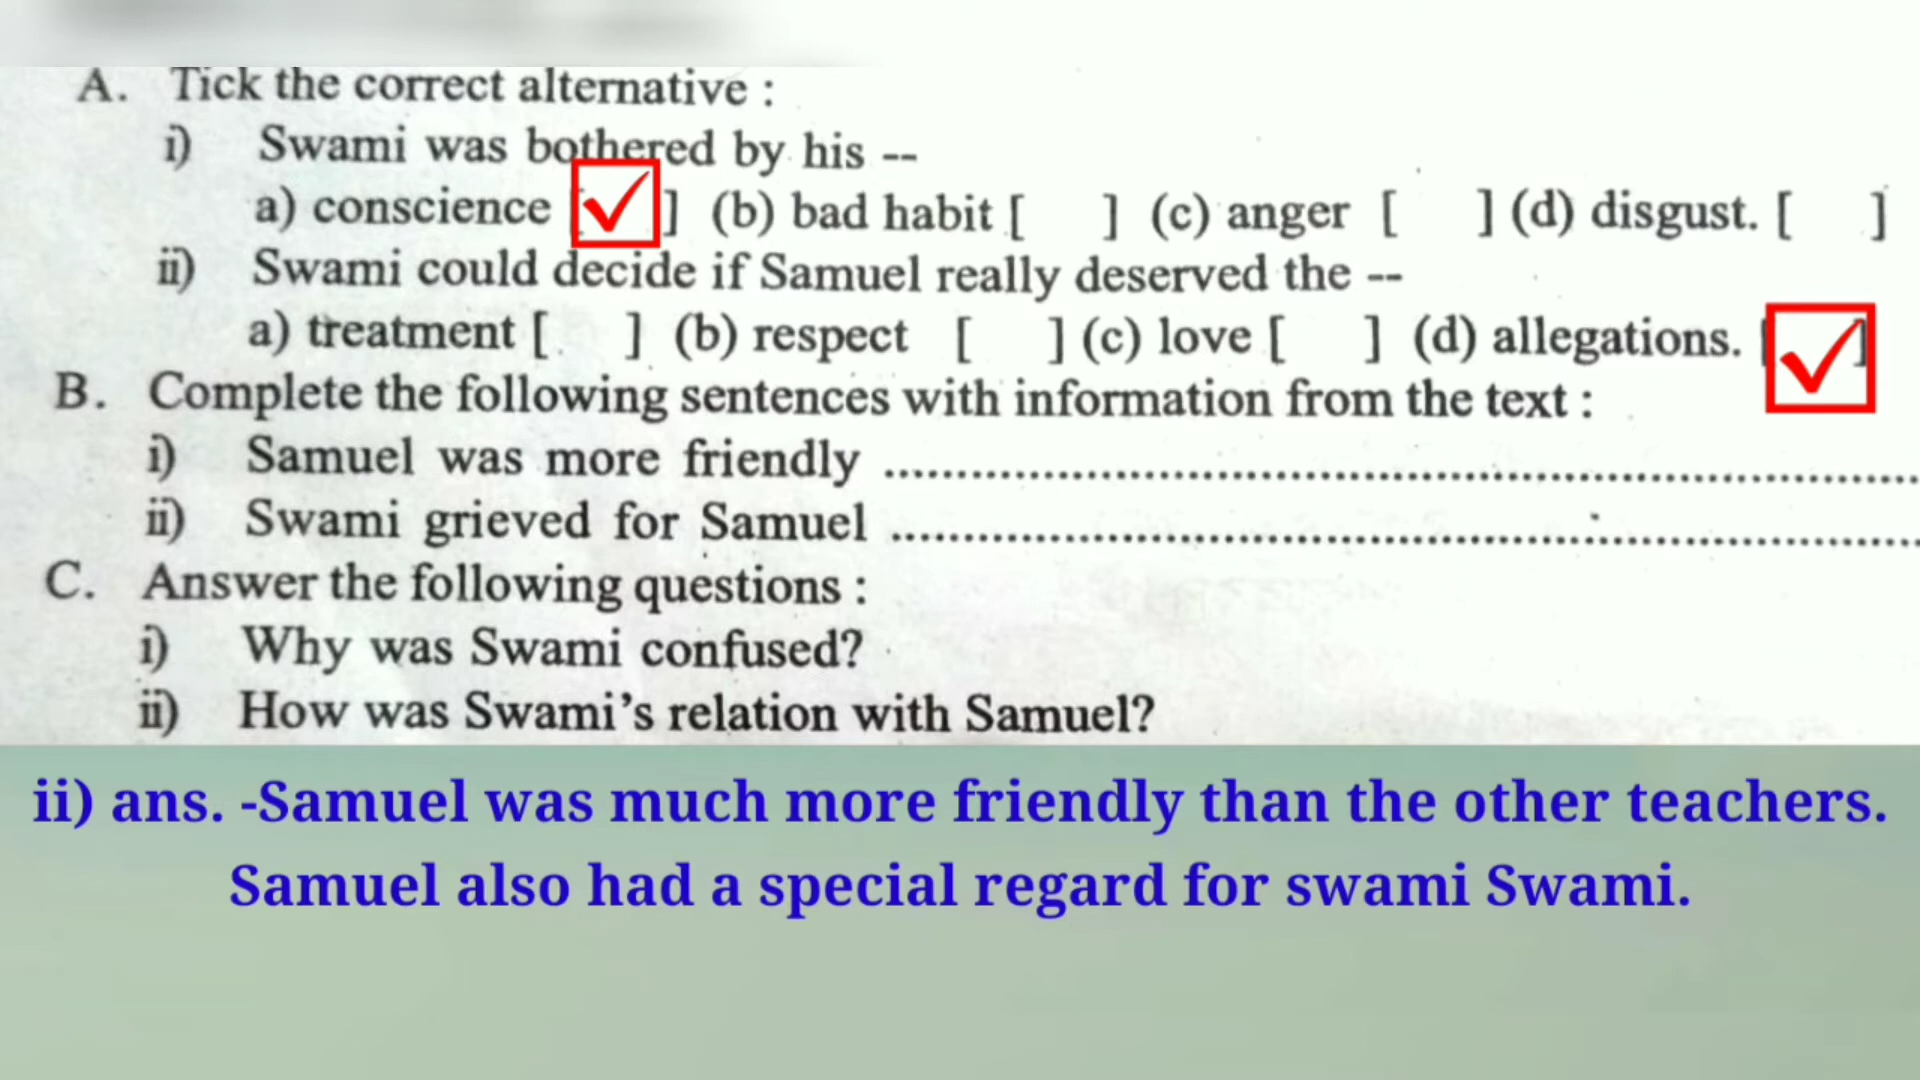 A. Tick the correct alternative :
i) Swami was bothered by his --
a) conscience [ ✓ ] (b) bad habit [ ] (c) anger [ ] (d) disgust. [ ]
ii) Swami could decide if Samuel really deserved the --
a) treatment [ ] (b) respect [ ] (c) love [ ] (d) allegations. [ ✓ ]
B. Complete the following sentences with information from the text :
i) Samuel was more friendly ........................................................................
ii) Swami grieved for Samuel ........................................................................
C. Answer the following questions :
i) Why was Swami confused?
ii) How was Swami's relation with Samuel?
ii) ans. -Samuel was much more friendly than the other teachers.
Samuel also had a special regard for swami Swami.